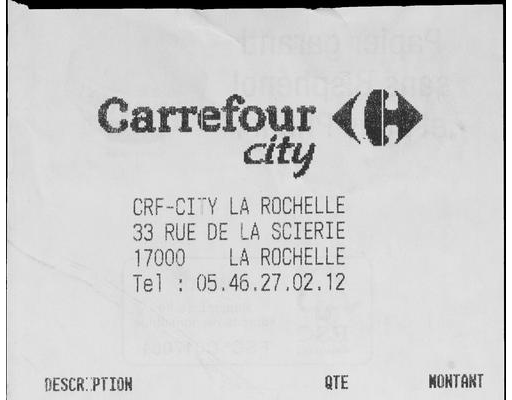 Carrefour
city
CRF-CITY LA ROCHELLE
33 RUE DE LA SCIERIE
17000 LA ROCHELLE
Tel : 05.46.27.02.12
DESCRIPTION QTE MONTANT